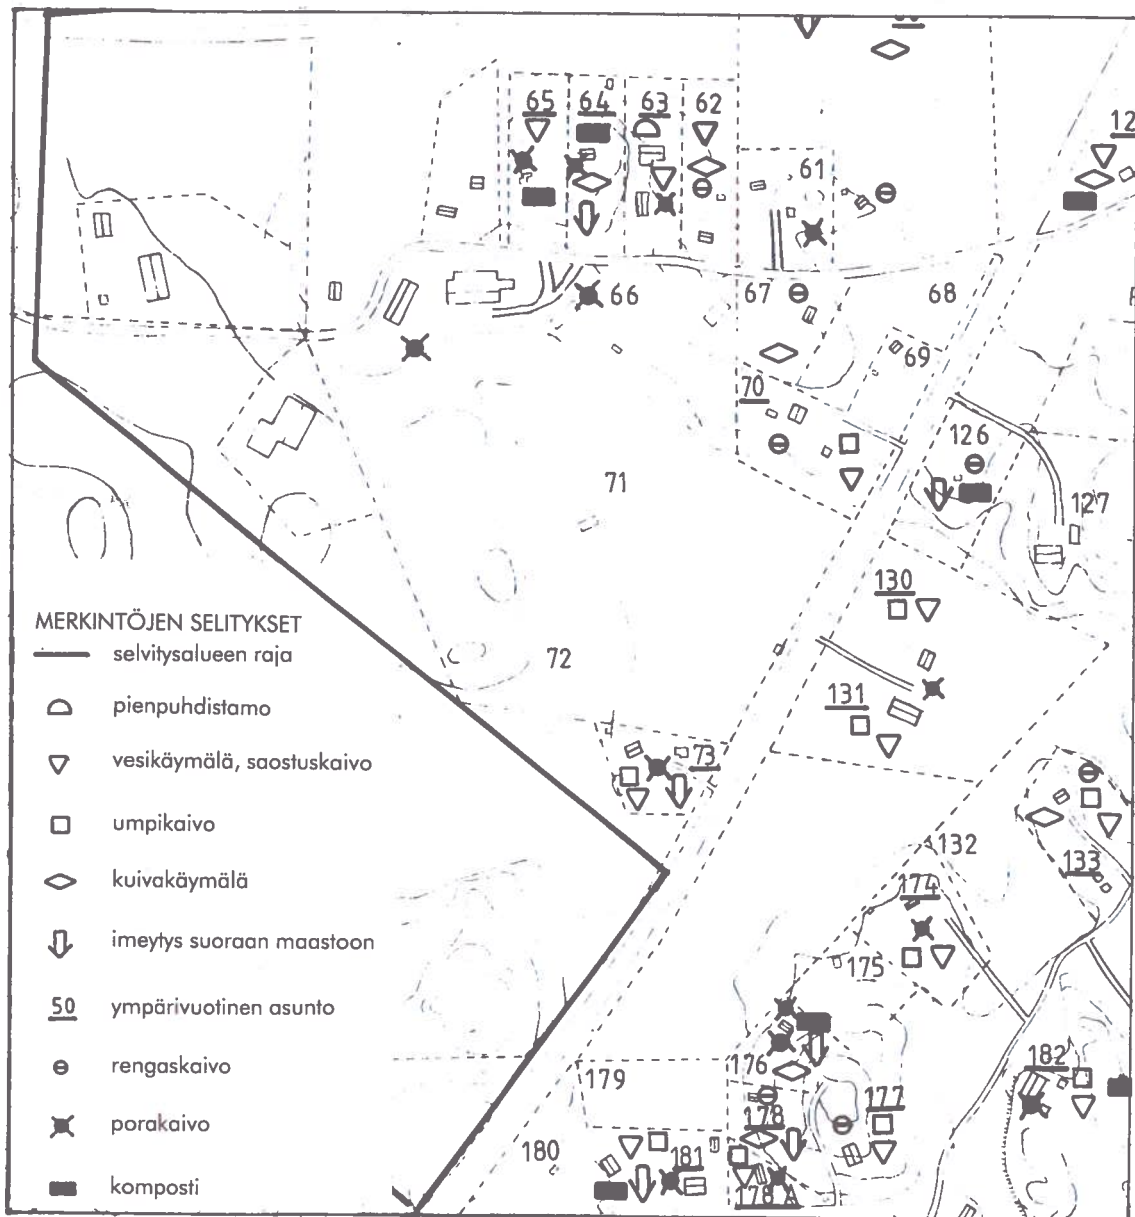 65 64 63 62
12
61
66 67 68
69
70
126
71
127
130
72
131
73
132
133
174
175
176
182
179
177
178
180
181
178 A
MERKINTÖJEN SELITYKSET
selvitysalueen raja
pienpuhdistamo
vesikäymälä, saostuskaivo
umpikaivo
kuivakäymälä
imeytys suoraan maastoon
50 ympärivuotinen asunto
rengaskaivo
porakaivo
komposti